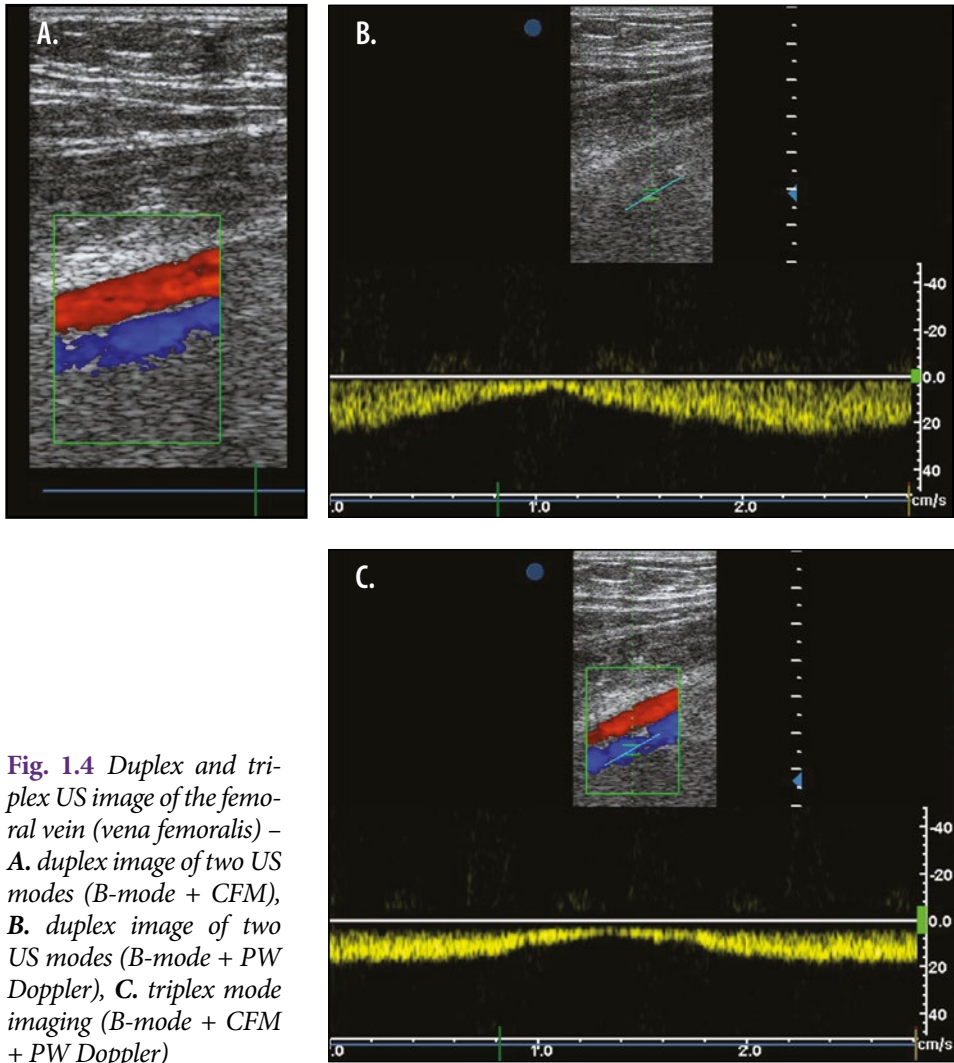 A.
B.
-40
-20
0.0
20
40
cm/s
.0
1.0
2.0
C.
-40
-20
0.0
20
40
cm/s
.0
1.0
2.0
Fig. 1.4 Duplex and tri-
plex US image of the femo-
ral vein (vena femoralis) –
A. duplex image of two US
modes (B-mode + CFM),
B. duplex image of two
US modes (B-mode + PW
Doppler), C. triplex mode
imaging (B-mode + CFM
+ PW Doppler)